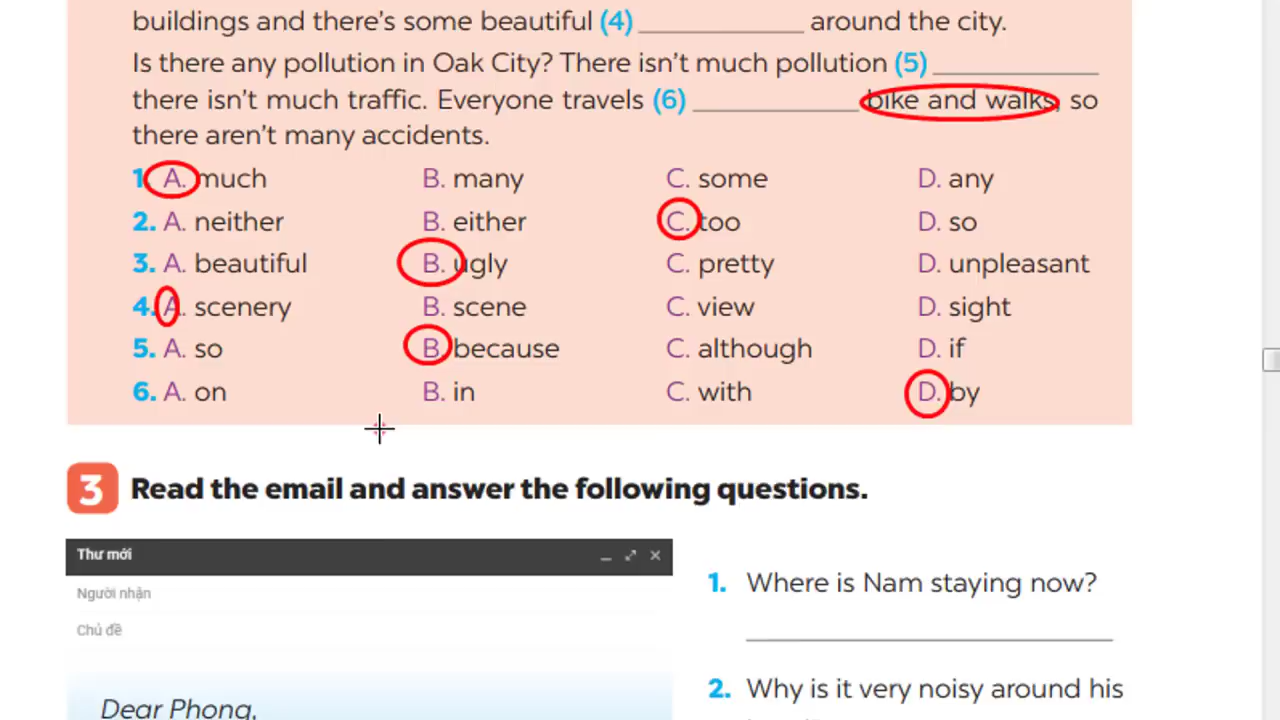 buildings and there's some beautiful (4) ____________ around the city.
Is there any pollution in Oak City? There isn't much pollution (5) ____________
there isn't much traffic. Everyone travels (6) ____________ bike and walks, so
there aren't many accidents.
1. A. much B. many C. some D. any
2. A. neither B. either C. too D. so
3. A. beautiful B. ugly C. pretty D. unpleasant
4. A. scenery B. scene C. view D. sight
5. A. so B. because C. although D. if
6. A. on B. in C. with D. by
3 Read the email and answer the following questions.
Thư mới
Người nhận
Chủ đề
Dear Phong,
1. Where is Nam staying now?
2. Why is it very noisy around his